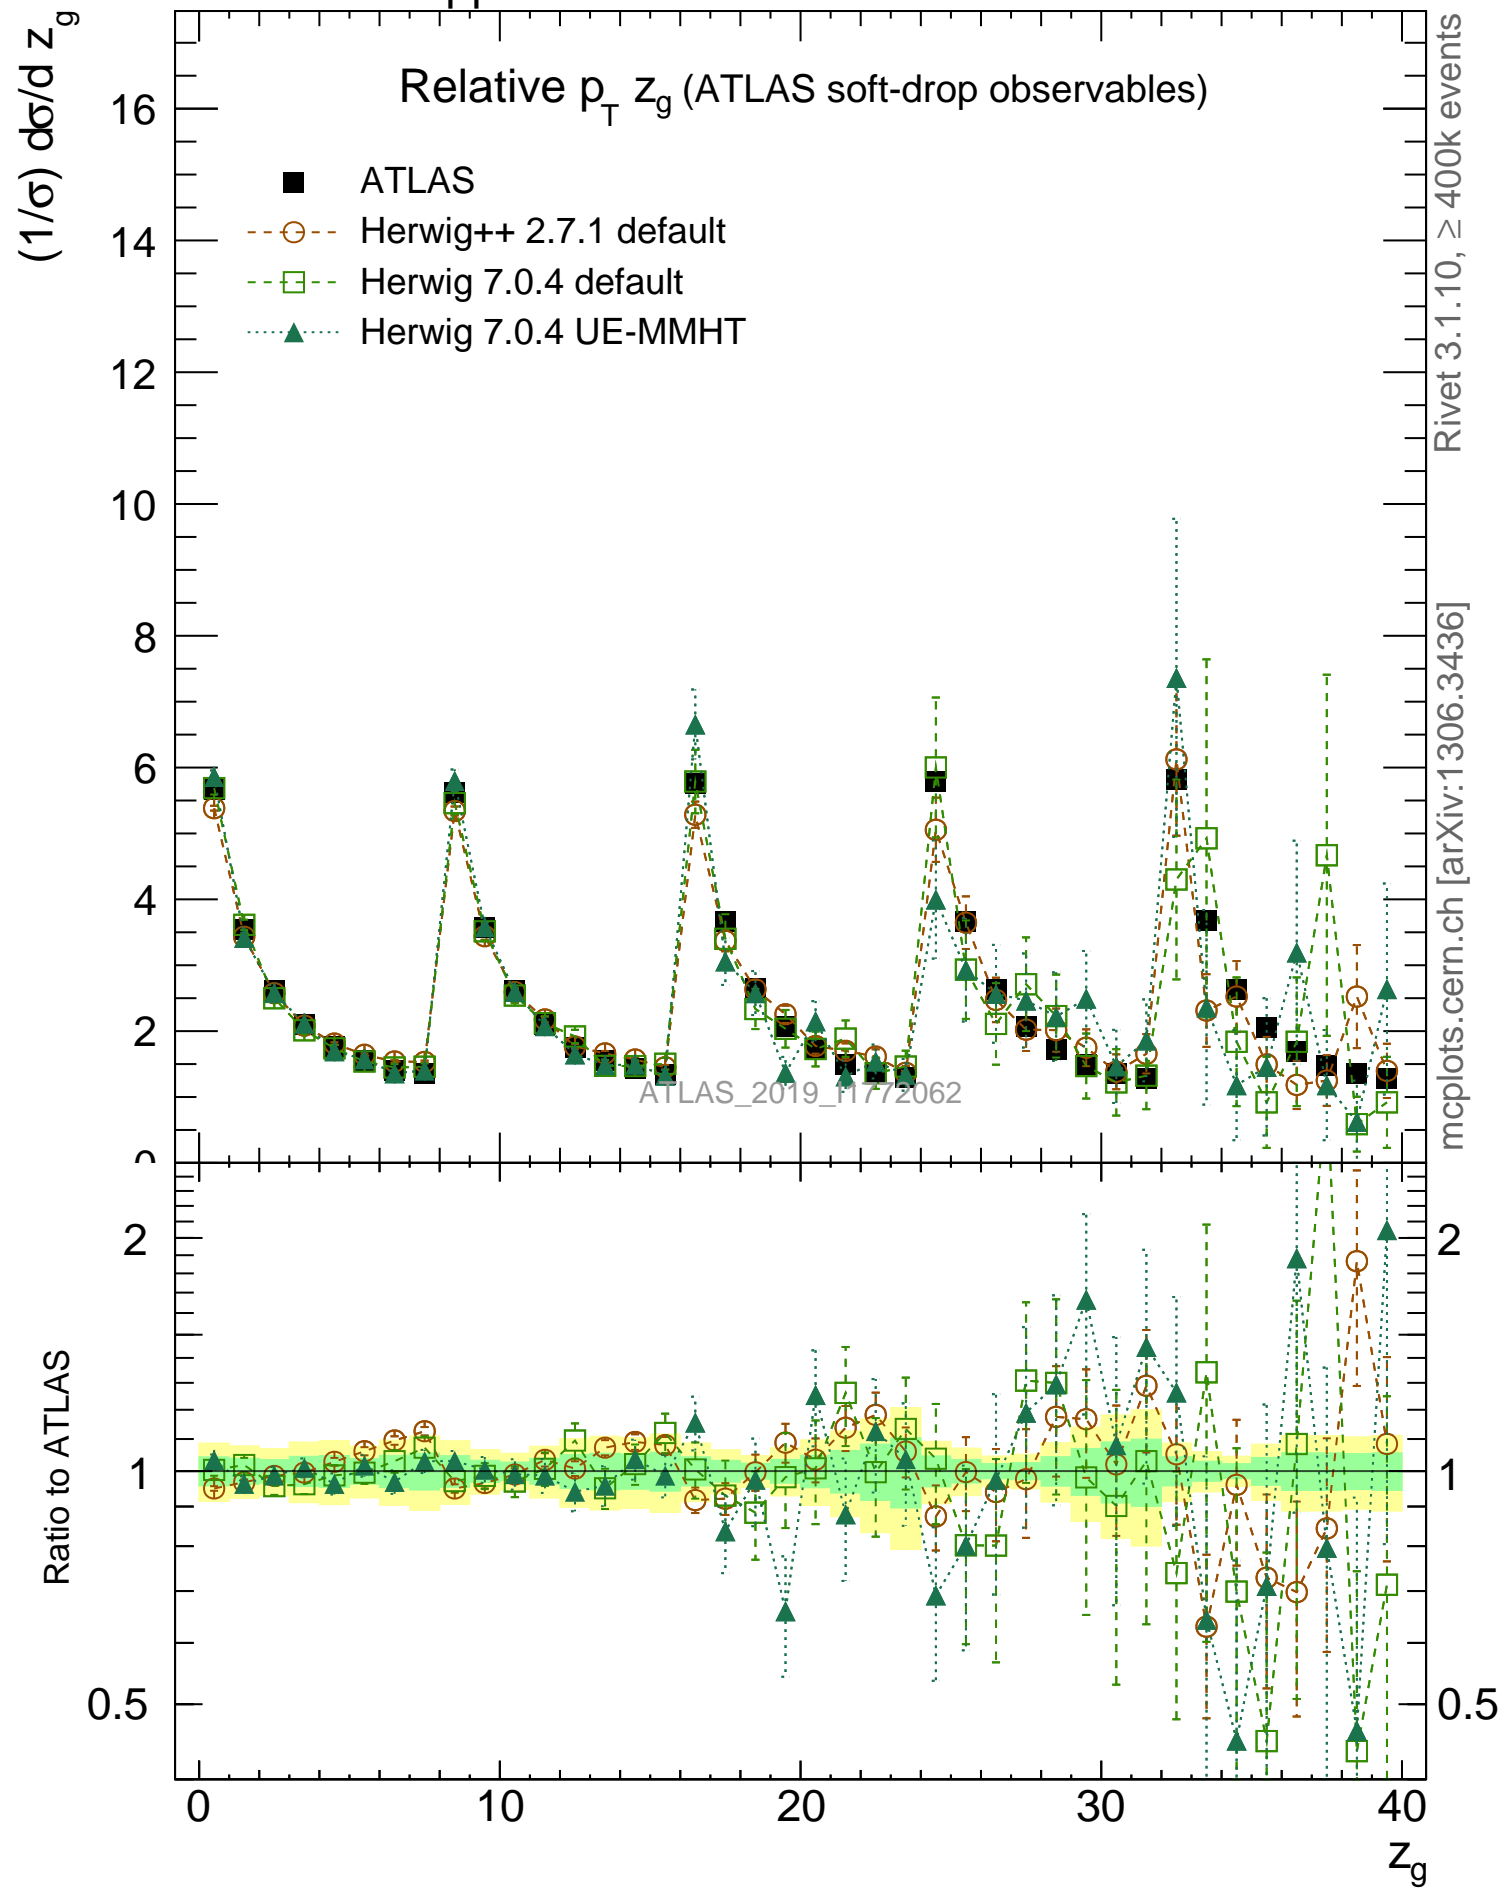 (1/σ) dσ/d z_g
Relative p_T z_g (ATLAS soft-drop observables)
ATLAS
Herwig++ 2.7.1 default
Herwig 7.0.4 default
Herwig 7.0.4 UE-MMHT
16
14
12
10
8
6
4
2
0
ATLAS_2019_I1772062
Rivet 3.1.10, ≥ 400k events
mcplots.cern.ch [arXiv:1306.3436]
Ratio to ATLAS
2
1
0.5
2
1
0.5
0
10
20
30
40
z_g